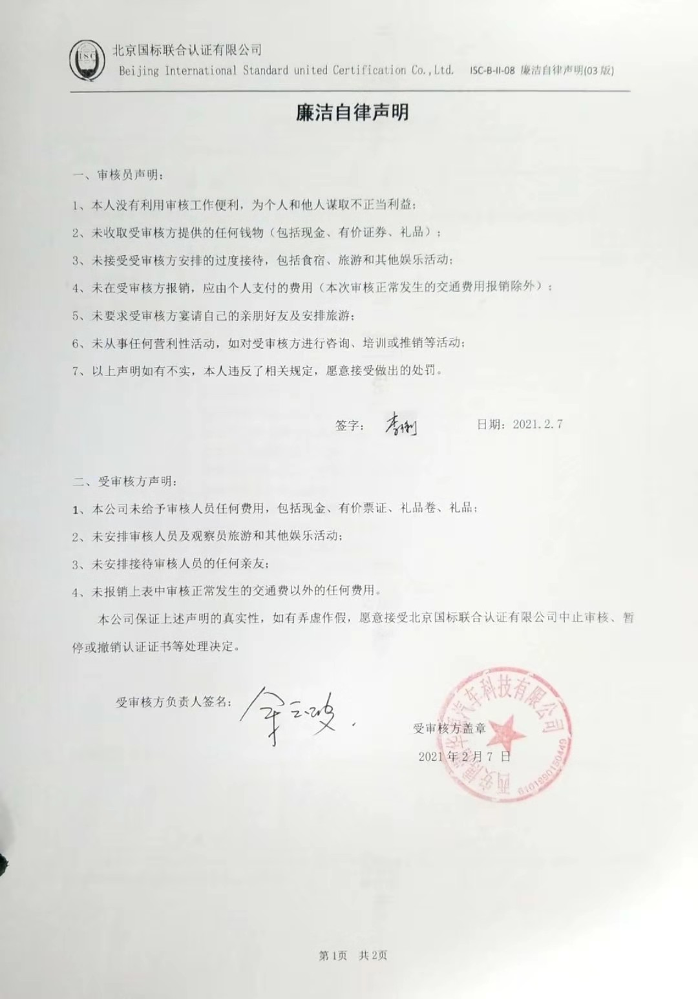 ISC
北京国标联合认证有限公司
Beijing International Standard united Certification Co.,Ltd. ISC-B-II-08 廉洁自律声明(03 版)
廉洁自律声明
一、审核员声明：
1、本人没有利用审核工作便利，为个人和他人谋取不正当利益；
2、未收取受审核方提供的任何钱物（包括现金、有价证券、礼品）；
3、未接受受审核方安排的过度接待，包括食宿、旅游和其他娱乐活动；
4、未在受审核方报销，应由个人支付的费用（本次审核正常发生的交通费用报销除外）；
5、未要求受审核方宴请自己的亲朋好友及安排旅游；
6、未从事任何营利性活动，如对受审核方进行咨询、培训或推销等活动；
7、以上声明如有不实，本人违反了相关规定，愿意接受做出的处罚。
签字： 日期：2021.2.7
二、受审核方声明：
1、本公司未给予审核人员任何费用，包括现金、有价票证、礼品卷、礼品；
2、未安排审核人员及观察员旅游和其他娱乐活动；
3、未安排接待审核人员的任何亲友；
4、未报销上表中审核正常发生的交通费以外的任何费用。
本公司保证上述声明的真实性，如有弄虚作假，愿意接受北京国标联合认证有限公司中止审核、暂
停或撤销认证证书等处理决定。
受审核方负责人签名：
受审核方盖章
2021 年 2 月 7 日
汽车科技有限公司
6101990150449
第 1页 共 2页